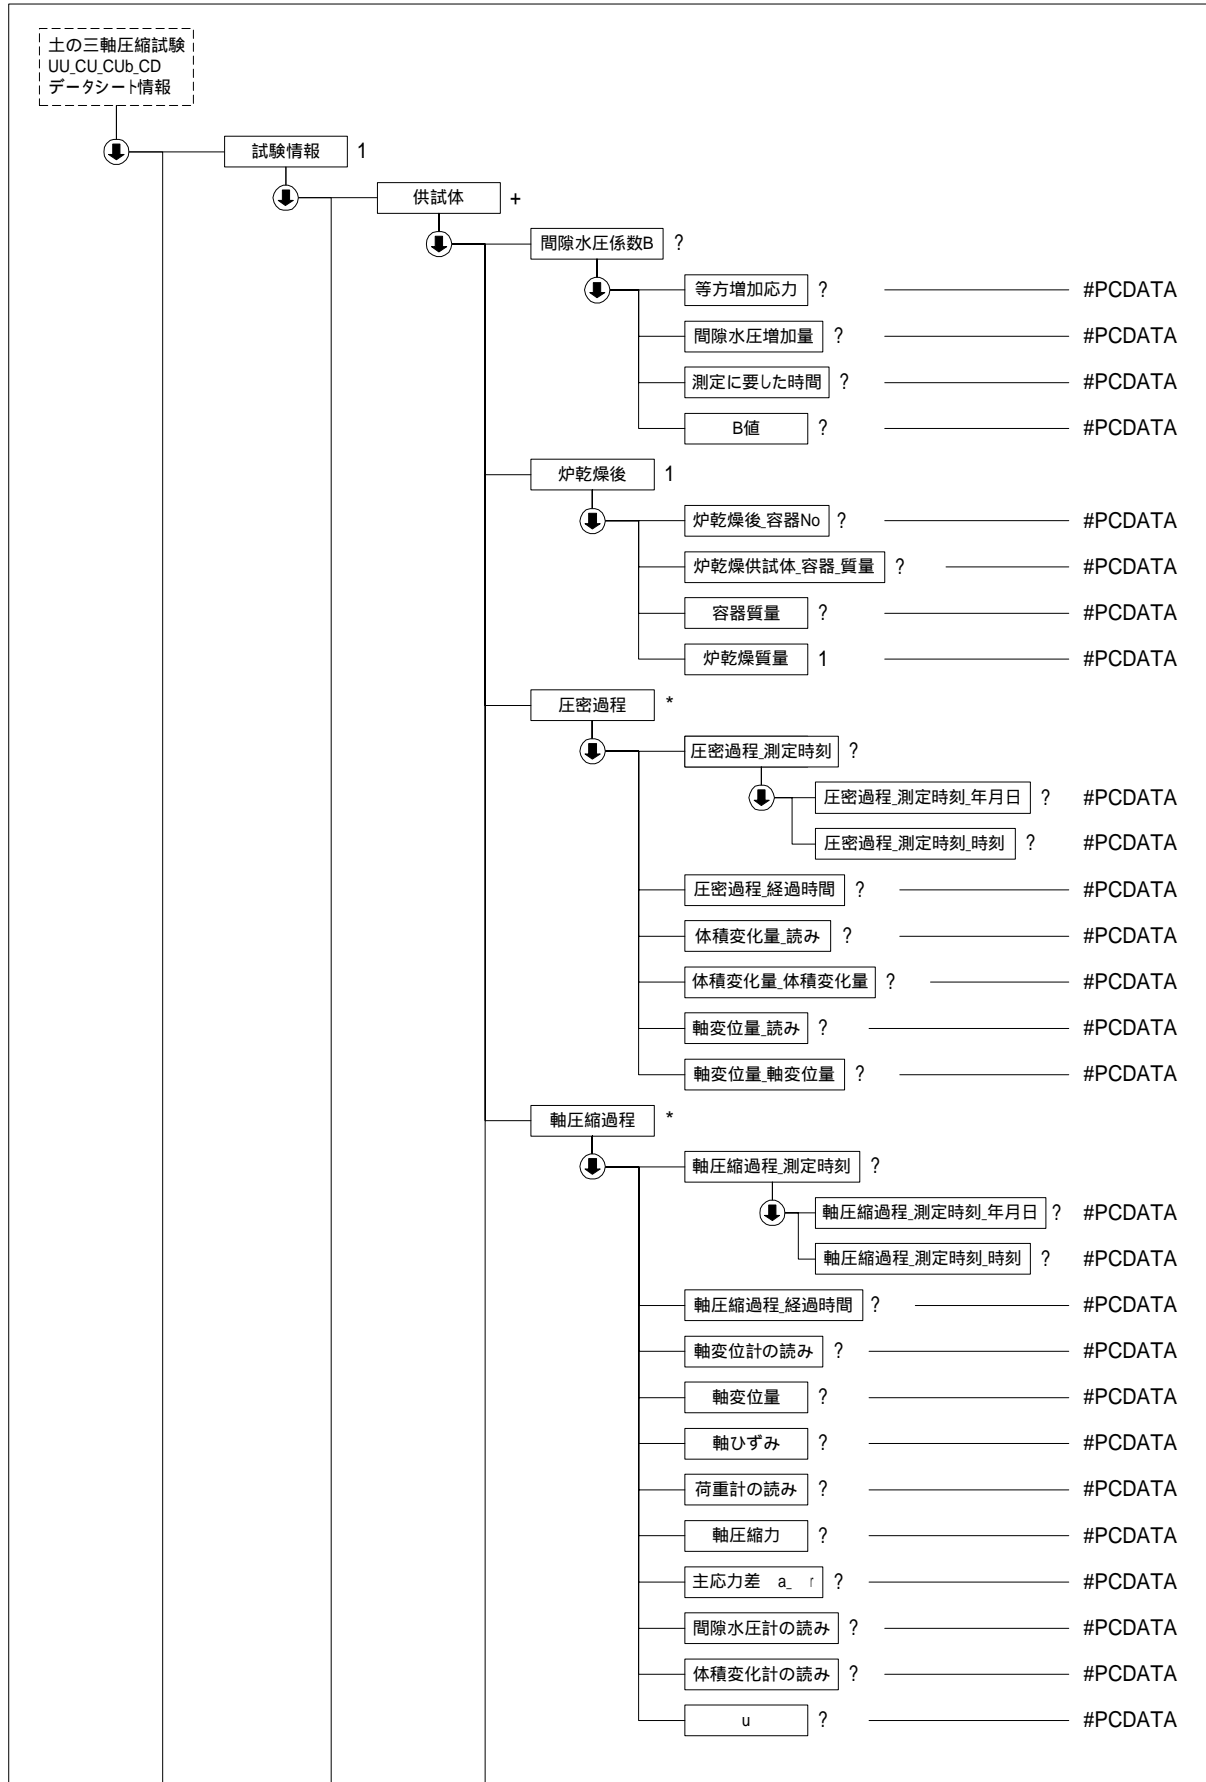 土の三軸圧縮試験
UU_CU_CUb_CD
データシート情報
試験情報 1
供試体 +
間隙水圧係数B ?
等方増加応力 ? #PCDATA
間隙水圧増加量 ? #PCDATA
測定に要した時間 ? #PCDATA
B値 ? #PCDATA
炉乾燥後 1
炉乾燥後_容器No ? #PCDATA
炉乾燥供試体_容器_質量 ? #PCDATA
容器質量 ? #PCDATA
炉乾燥質量 1 #PCDATA
圧密過程 *
圧密過程_測定時刻 ?
圧密過程_測定時刻_年月日 ? #PCDATA
圧密過程_測定時刻_時刻 ? #PCDATA
圧密過程_経過時間 ? #PCDATA
体積変化量_読み ? #PCDATA
体積変化量_体積変化量 ? #PCDATA
軸変位量_読み ? #PCDATA
軸変位量_軸変位量 ? #PCDATA
軸圧縮過程 *
軸圧縮過程_測定時刻 ?
軸圧縮過程_測定時刻_年月日 ? #PCDATA
軸圧縮過程_測定時刻_時刻 ? #PCDATA
軸圧縮過程_経過時間 ? #PCDATA
軸変位計の読み ? #PCDATA
軸変位量 ? #PCDATA
軸ひずみ ? #PCDATA
荷重計の読み ? #PCDATA
軸圧縮力 ? #PCDATA
主応力差 a_ r ? #PCDATA
間隙水圧計の読み ? #PCDATA
体積変化計の読み ? #PCDATA
u ? #PCDATA